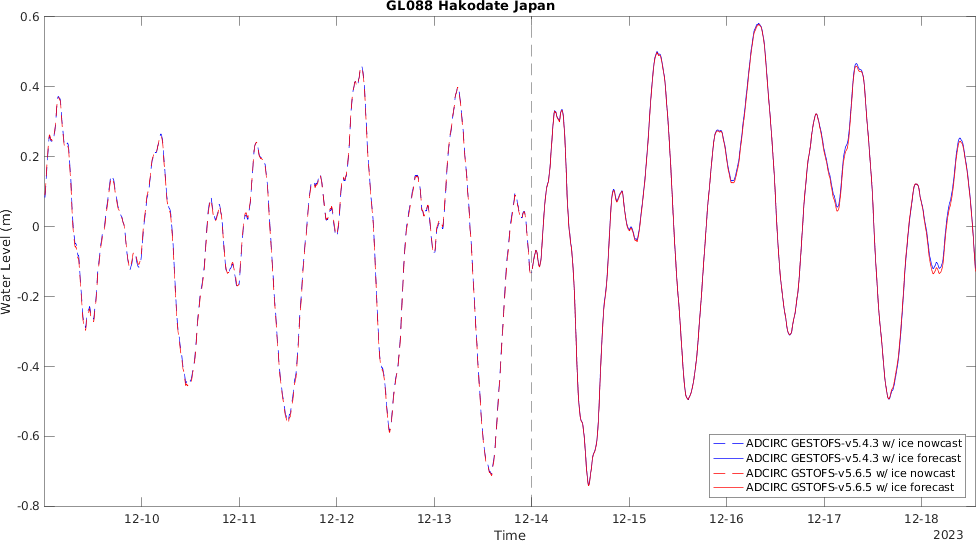 GL088 Hakodate Japan
0.6
0.4
0.2
0
-0.2
-0.4
-0.6
-0.8
Water Level (m)
ADCIRC GESTOFS-v5.4.3 w/ ice nowcast
ADCIRC GESTOFS-v5.4.3 w/ ice forecast
ADCIRC GSTOFS-v5.6.5 w/ ice nowcast
ADCIRC GSTOFS-v5.6.5 w/ ice forecast
12-10 12-11 12-12 12-13 12-14 12-15 12-16 12-17 12-18
Time
2023